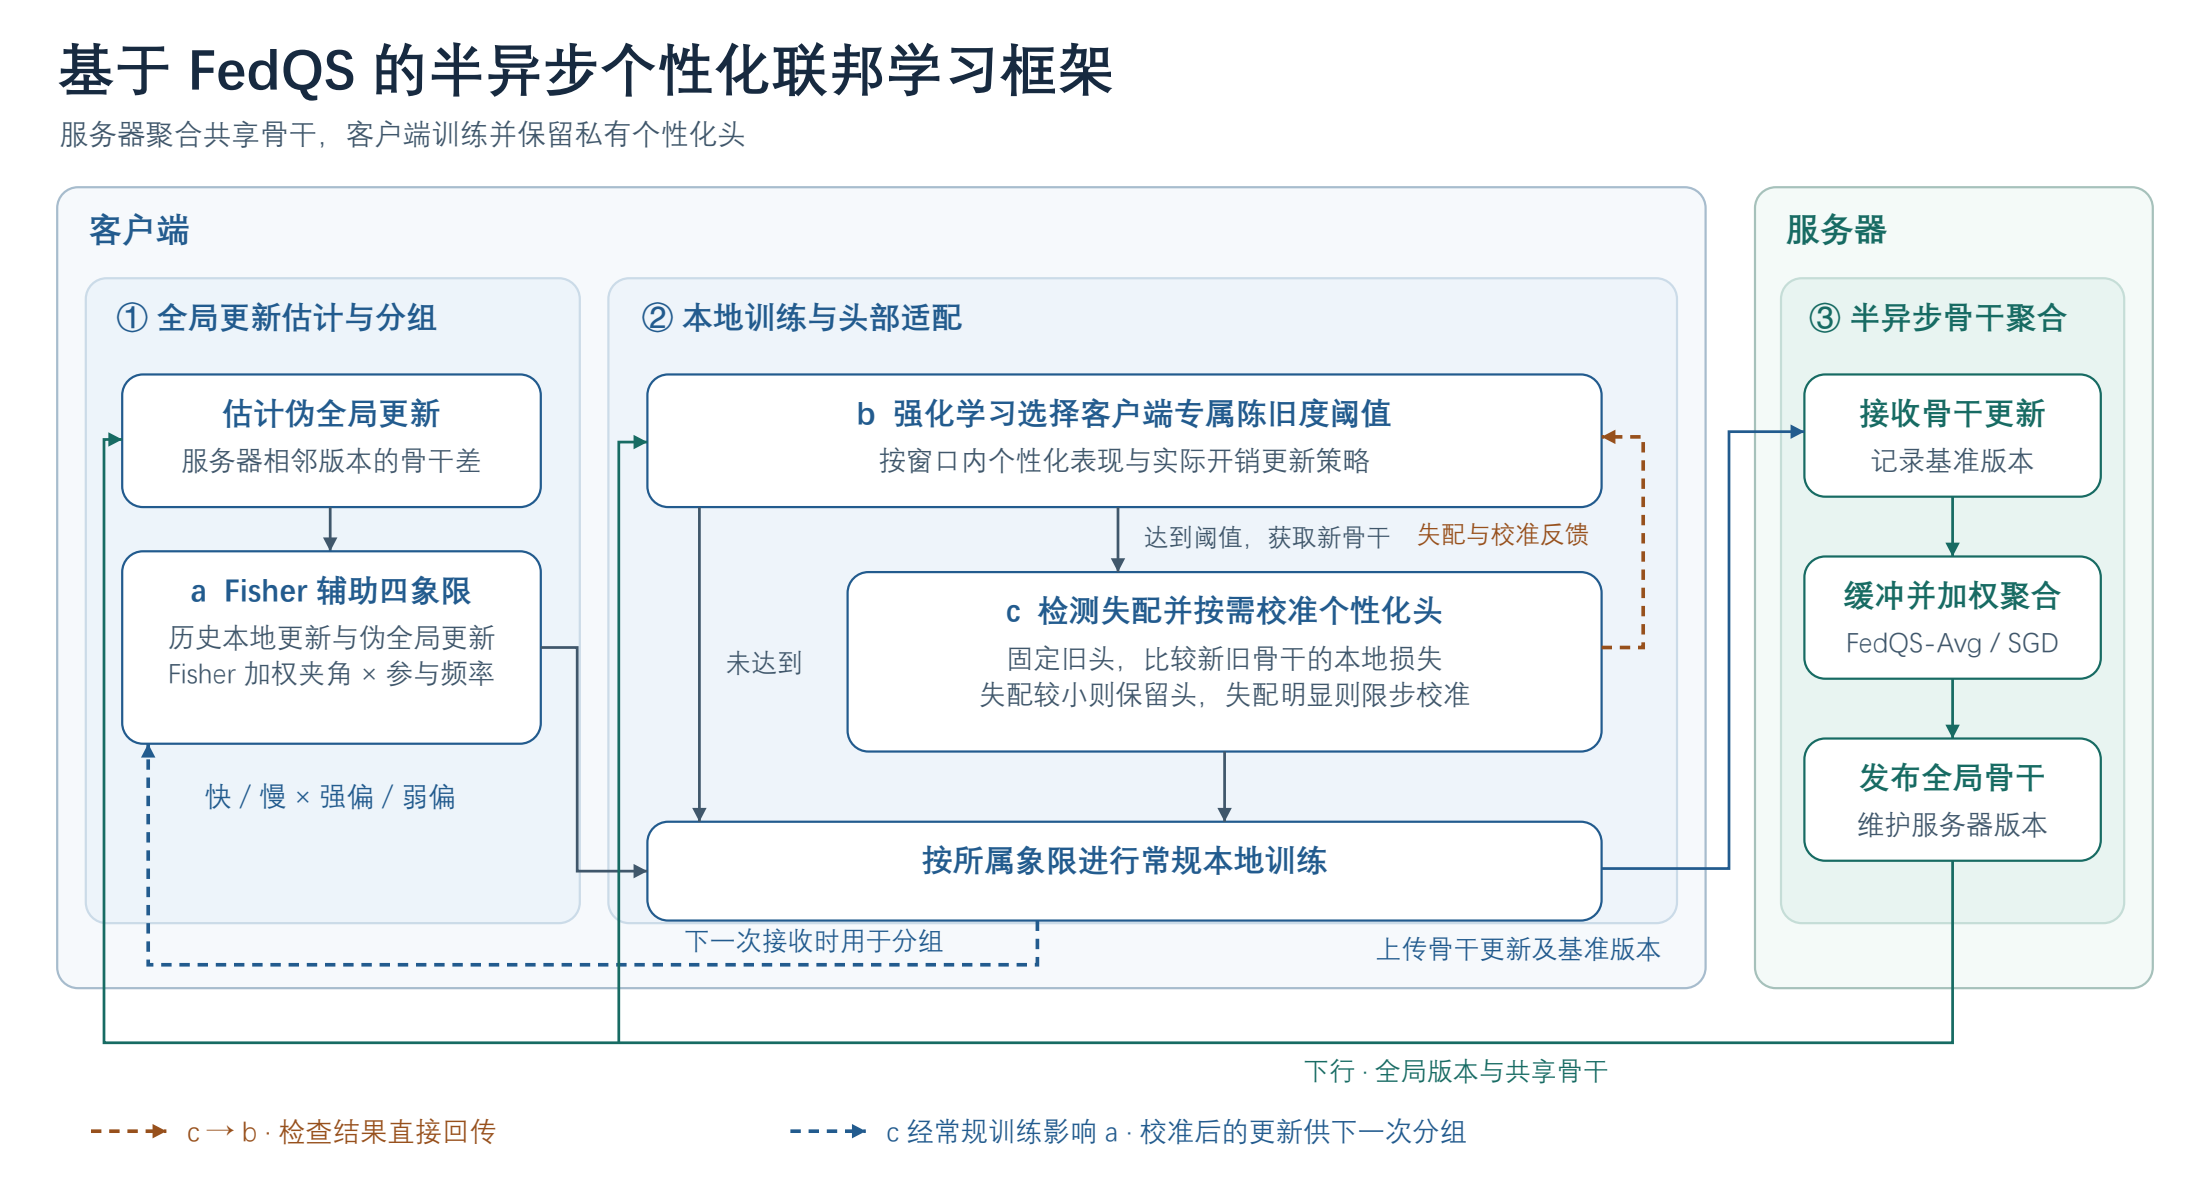 基于 FedQS 的半异步个性化联邦学习框架
服务器聚合共享骨干，客户端训练并保留私有个性化头
客户端
① 全局更新估计与分组
估计伪全局更新
服务器相邻版本的骨干差
a Fisher 辅助四象限
历史本地更新与伪全局更新
Fisher 加权夹角 × 参与频率
快 / 慢 × 强偏 / 弱偏
② 本地训练与头部适配
b 强化学习选择客户端专属陈旧度阈值
按窗口内个性化表现与实际开销更新策略
达到阈值，获取新骨干
失配与校准反馈
未达到
c 检测失配并按需校准个性化头
固定旧头，比较新旧骨干的本地损失
失配较小则保留头，失配明显则限步校准
按所属象限进行常规本地训练
下一次接收时用于分组
上传骨干更新及基准版本
服务器
③ 半异步骨干聚合
接收骨干更新
记录基准版本
缓冲并加权聚合
FedQS-Avg / SGD
发布全局骨干
维护服务器版本
下行 · 全局版本与共享骨干
c → b · 检查结果直接回传
c 经常规训练影响 a · 校准后的更新供下一次分组